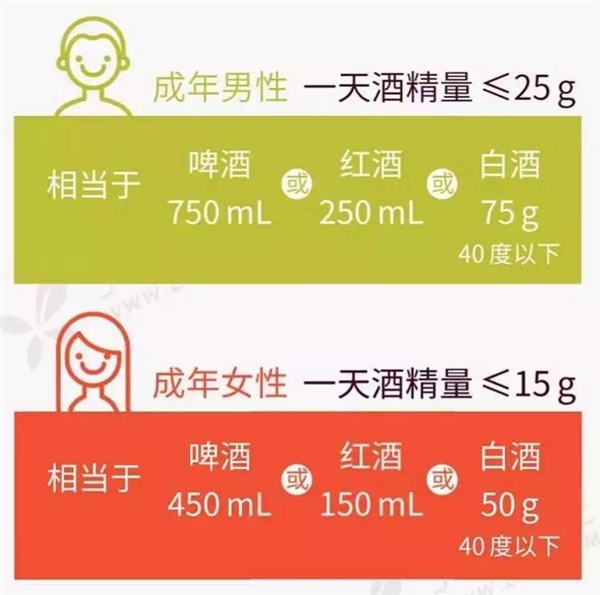 成年男性 一天酒精量 ≤25 g
相当于 啤酒 或 红酒 或 白酒
750 mL 250 mL 75 g
40 度以下
成年女性 一天酒精量 ≤15 g
相当于 啤酒 或 红酒 或 白酒
450 mL 150 mL 50 g
40 度以下